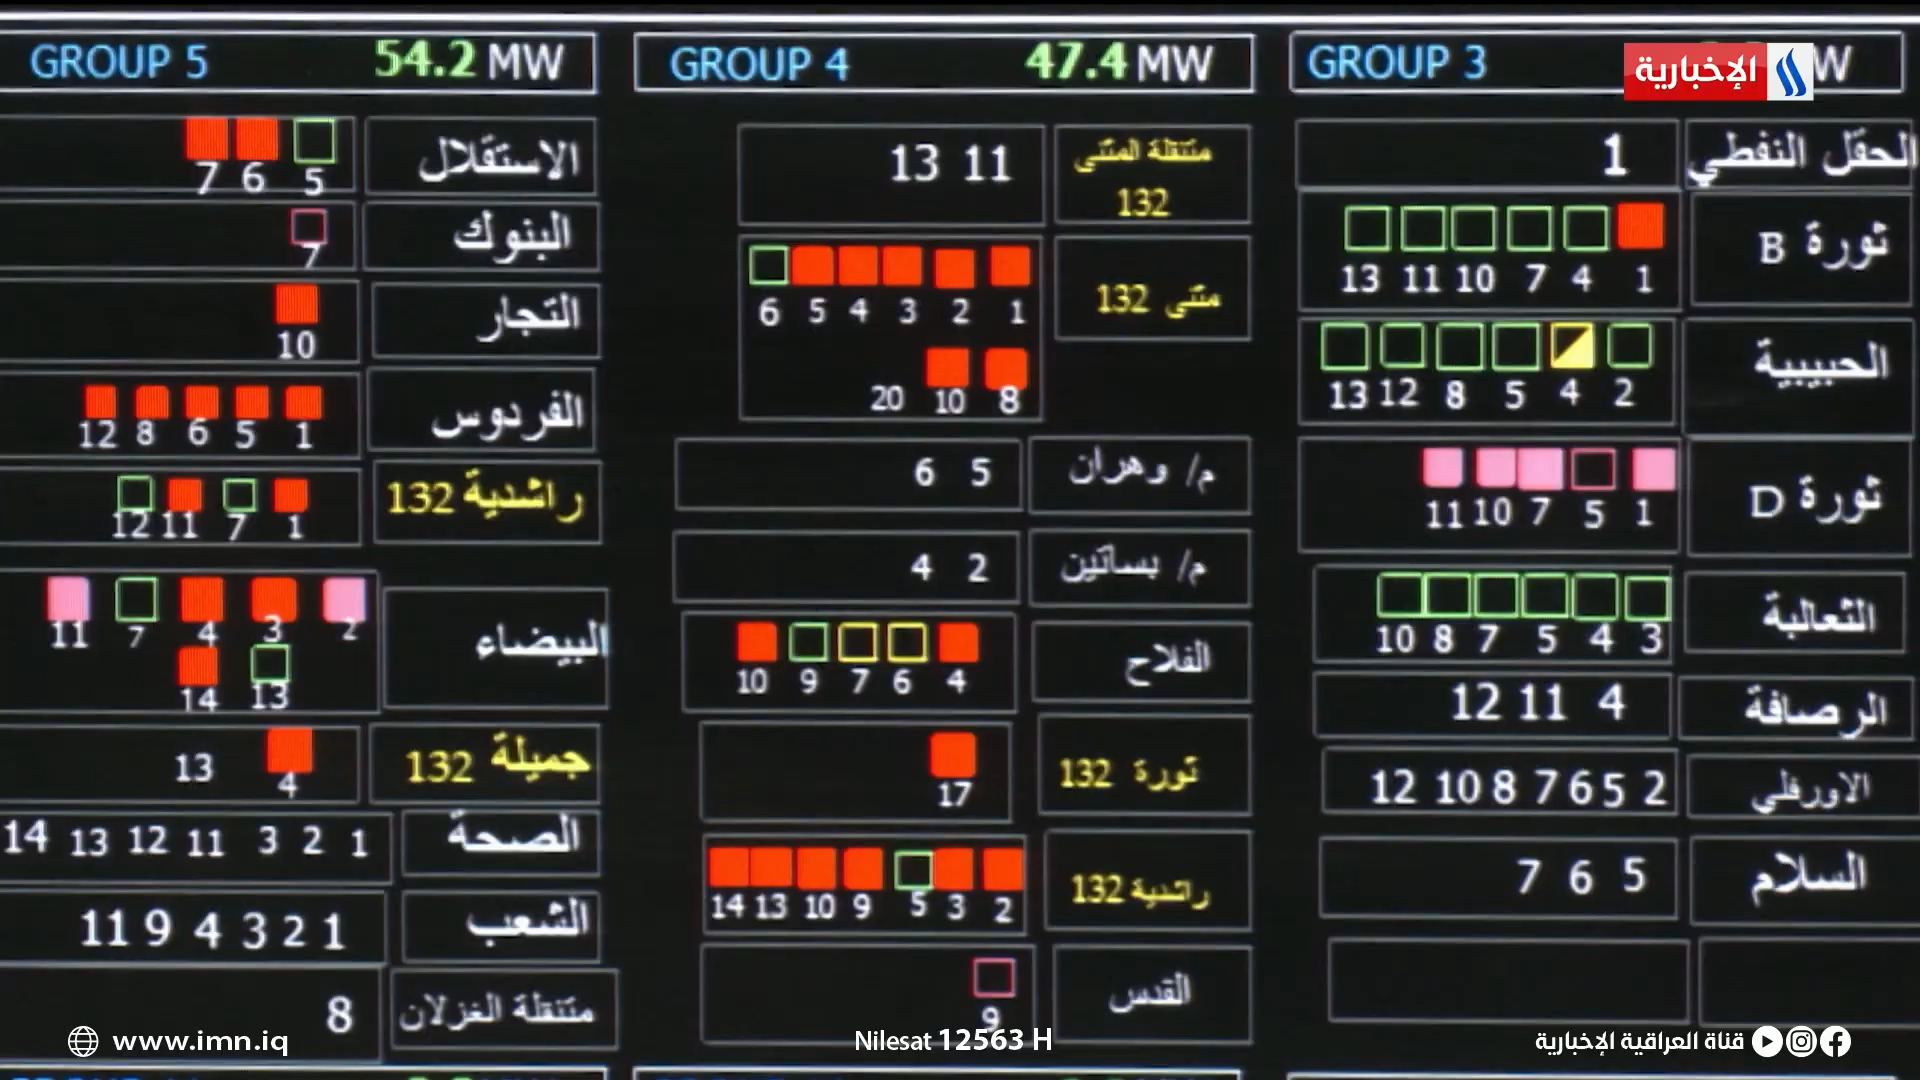 GROUP 5 54.2 MW
الاستقلال
5 6 7
البنوك
7
التجار
10
الفردوس
1 5 6 8 12
راشدية 132
1 7 11 12
البيضاء
2 3 4 7 11
13 14
جميلة 132
4 13
الصحة
1 2 3 11 12 13 14
الشعب
1 2 3 4 9 11
متنقلة الغزلان
8
GROUP 4 47.4 MW
متنقلة المثنى
132
11 13
مثنى 132
1 2 3 4 5 6
8 10 20
م/ وهران
5 6
م/ بساتين
2 4
الفلاح
4 6 7 9 10
ثورة 132
17
راشدية 132
2 3 5 9 10 13 14
القدس
9
GROUP 3 W
الحقل النفطي
1
ثورة B
1 4 7 10 11 13
الحبيبية
2 4 5 8 12 13
ثورة D
1 5 7 10 11
الثعالبة
3 4 5 7 8 10
الرصافة
4 11 12
الاورفلي
2 5 6 7 8 10 12
السلام
5 6 7
الإخبارية
www.imn.iq
Nilesat 12563 H
قناة العراقية الإخبارية